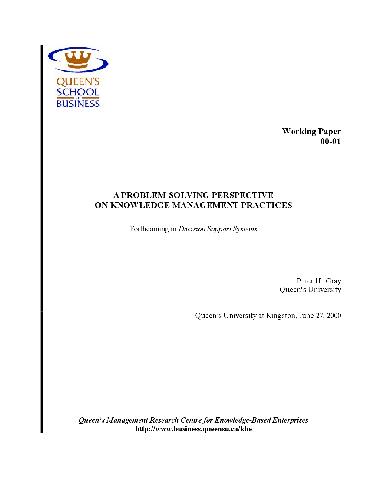 QUEEN'S
SCHOOL
OF
BUSINESS
Working Paper
00-01
A PROBLEM-SOLVING PERSPECTIVE
ON KNOWLEDGE MANAGEMENT PRACTICES
Forthcoming in Decision Support Systems
Peter H. Gray
Queen's University
Queen's University at Kingston, June 27, 2000
Queen's Management Research Centre for Knowledge-Based Enterprises
http://www.business.queensu.ca/kbe